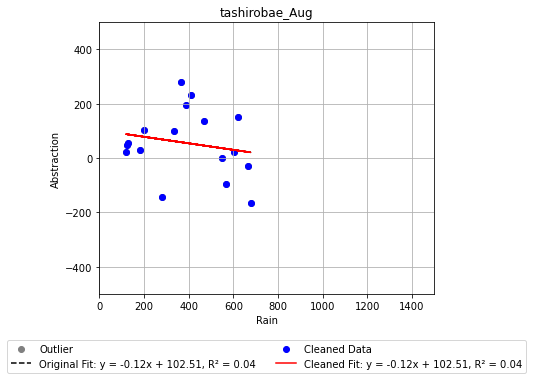 tashirobae_Aug
400
200
0
−200
−400
Abstraction
0 200 400 600 800 1000 1200 1400
Rain
Outlier
Original Fit: y = -0.12x + 102.51, R² = 0.04
Cleaned Data
Cleaned Fit: y = -0.12x + 102.51, R² = 0.04